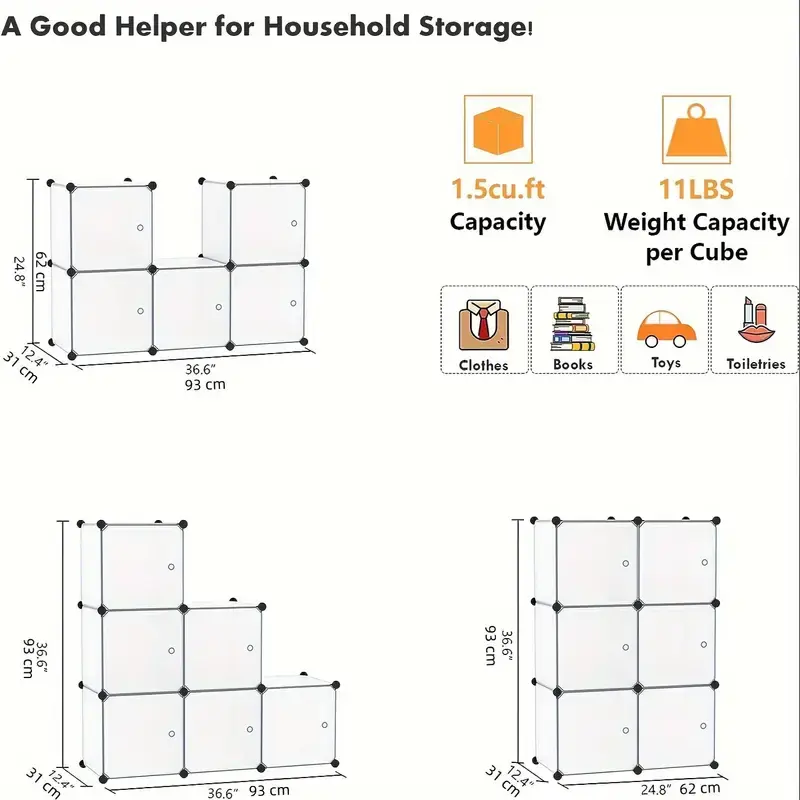 A Good Helper for Household Storage!
1.5cu.ft
Capacity
11LBS
Weight Capacity
per Cube
Clothes
Books
Toys
Toiletries
62 cm
24.8"
12.4"
31 cm
36.6"
93 cm
36.6"
93 cm
12.4"
31 cm
36.6" 93 cm
36.6"
93 cm
12.4"
31 cm
24.8" 62 cm